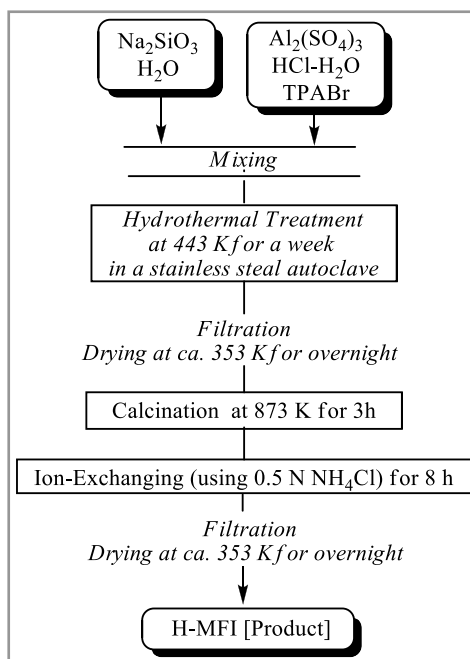 Na₂SiO₃
H₂O
Al₂(SO₄)₃
HCl-H₂O
TPABr
Mixing
Hydrothermal Treatment
at 443 K for a week
in a stainless steal autoclave
Filtration
Drying at ca. 353 K for overnight
Calcination at 873 K for 3h
Ion-Exchanging (using 0.5 N NH₄Cl) for 8 h
Filtration
Drying at ca. 353 K for overnight
H-MFI [Product]